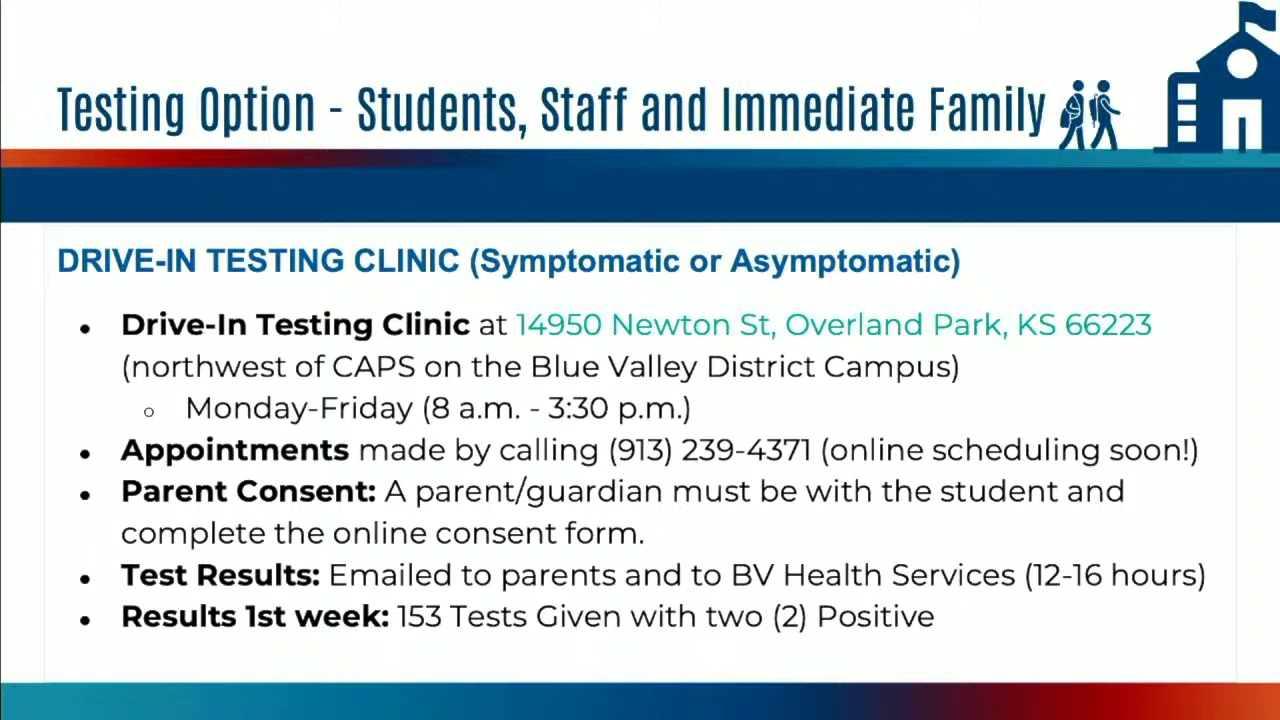 Testing Option - Students, Staff and Immediate Family
DRIVE-IN TESTING CLINIC (Symptomatic or Asymptomatic)
• Drive-In Testing Clinic at 14950 Newton St, Overland Park, KS 66223
(northwest of CAPS on the Blue Valley District Campus)
○ Monday-Friday (8 a.m. - 3:30 p.m.)
• Appointments made by calling (913) 239-4371 (online scheduling soon!)
• Parent Consent: A parent/guardian must be with the student and
complete the online consent form.
• Test Results: Emailed to parents and to BV Health Services (12-16 hours)
• Results 1st week: 153 Tests Given with two (2) Positive